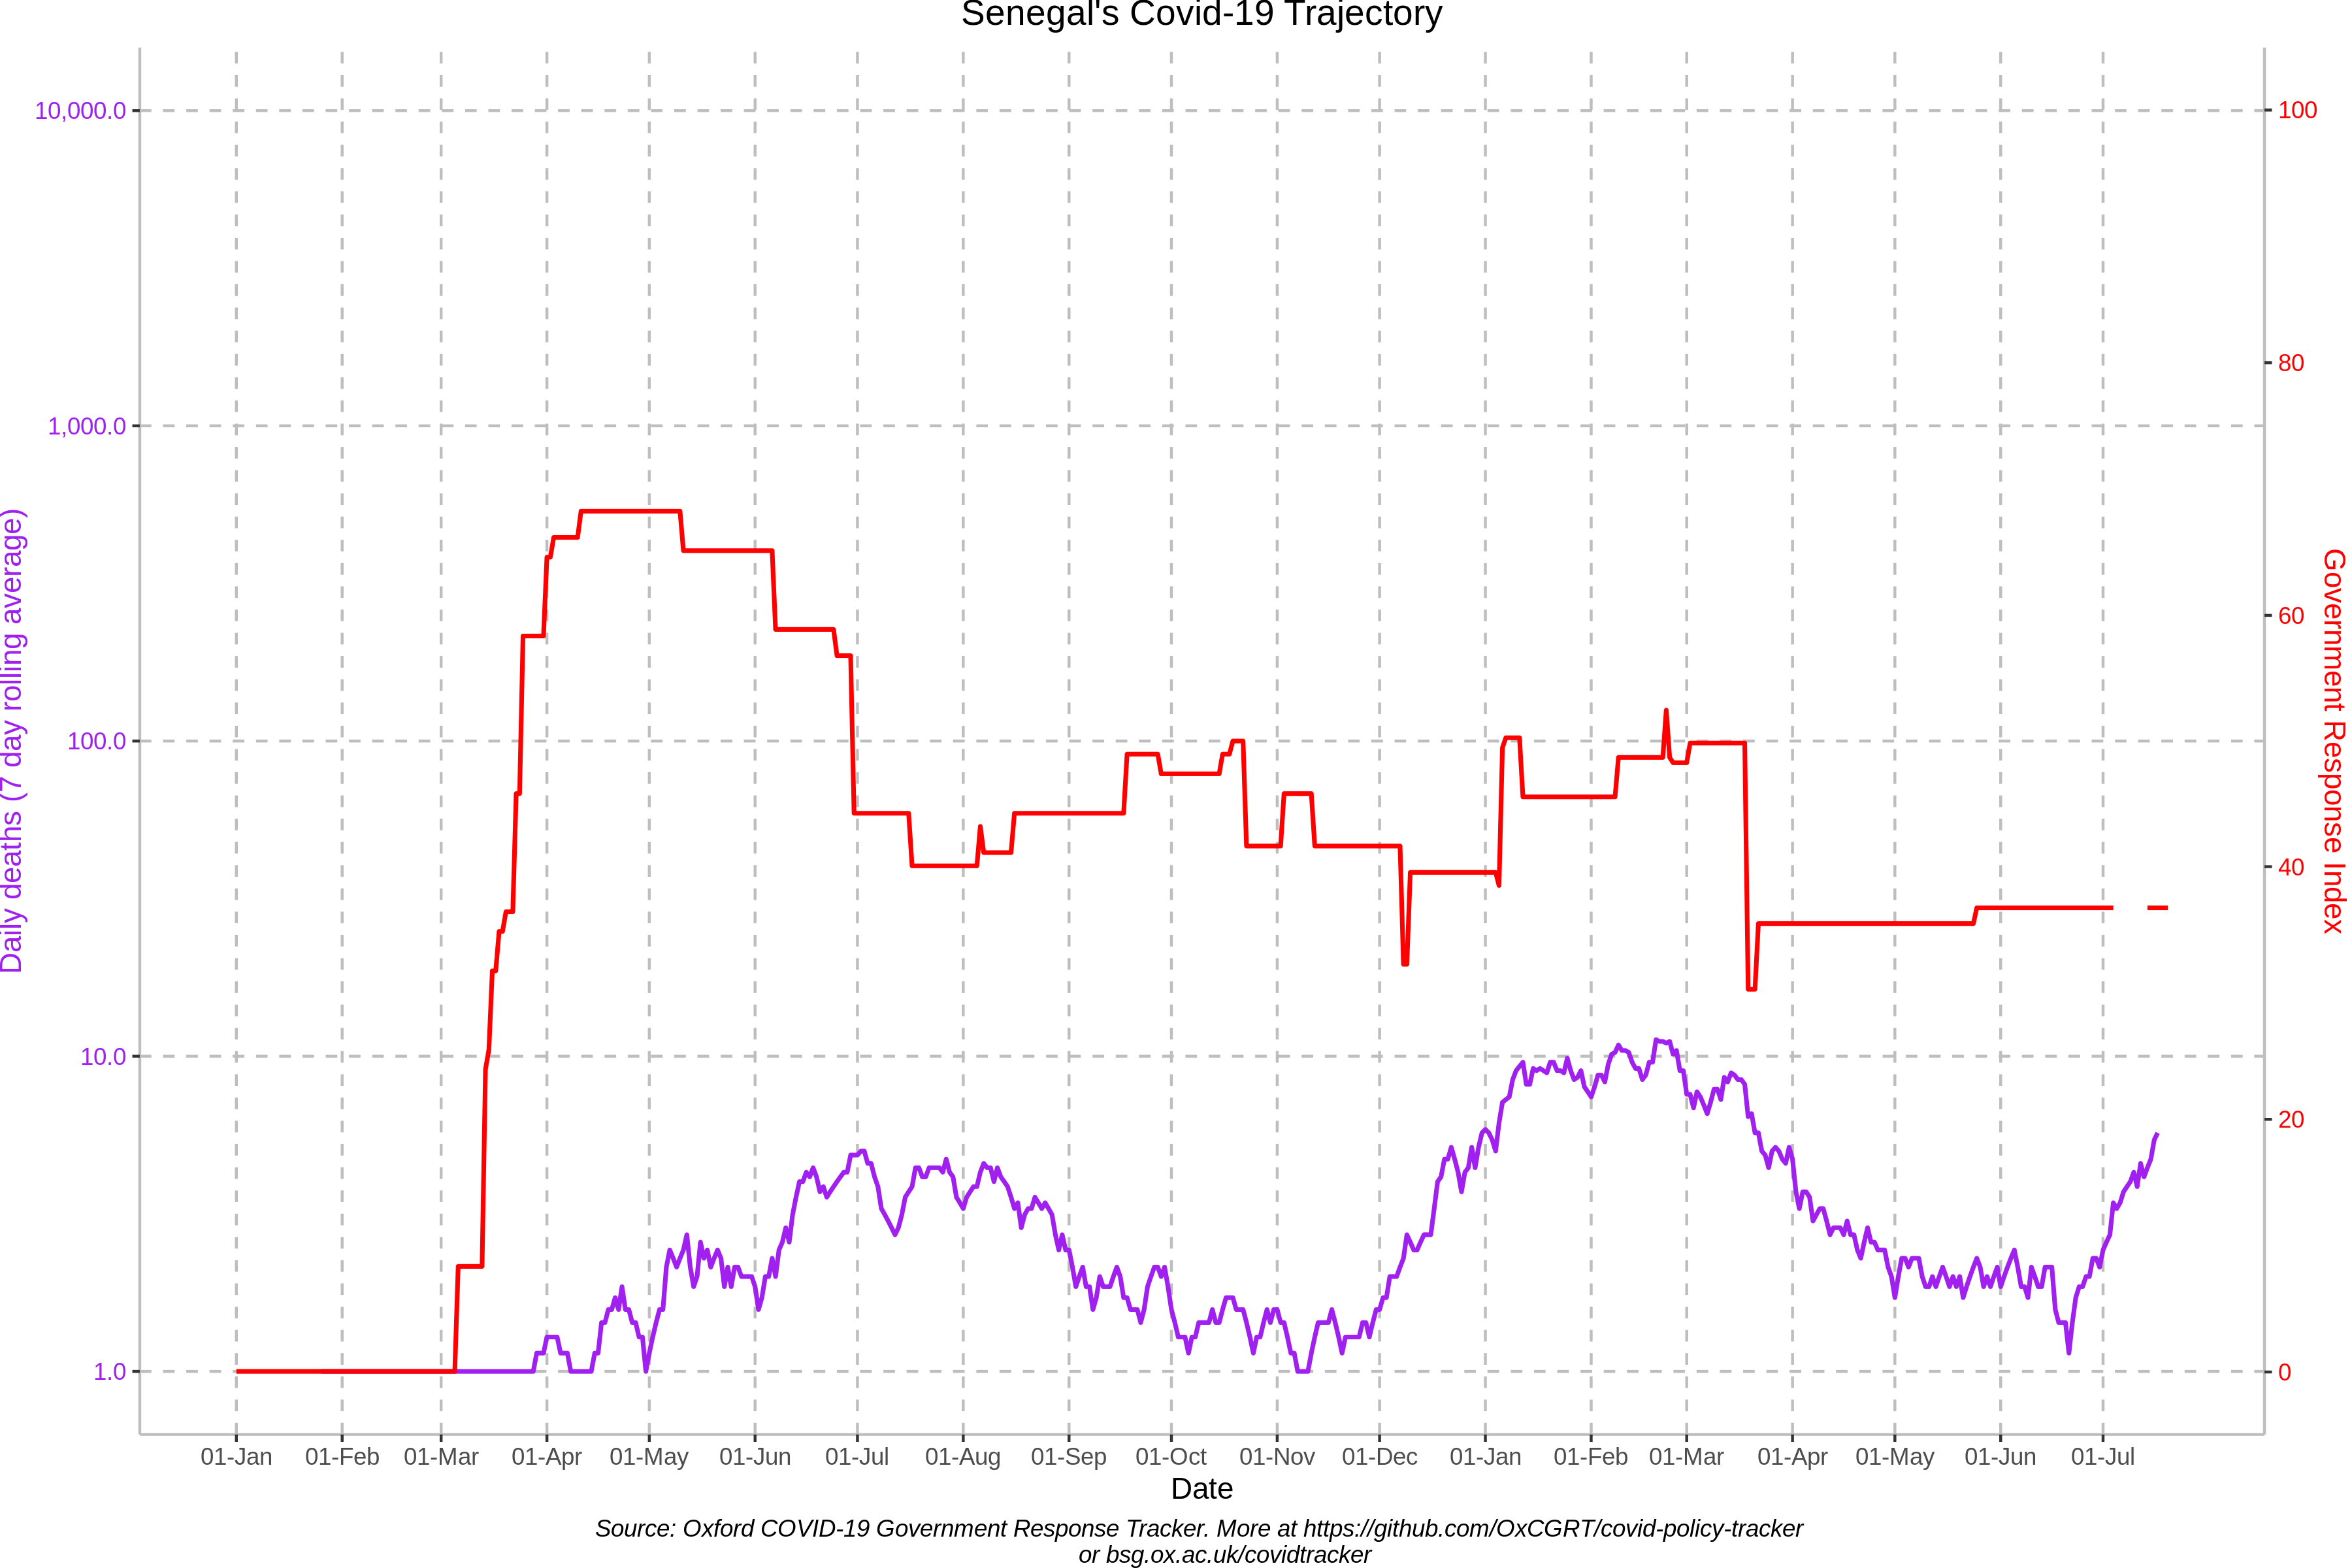 Senegal's Covid-19 Trajectory
10,000.0
1,000.0
100.0
10.0
1.0
Daily deaths (7 day rolling average)
100
80
60
40
20
0
Government Response Index
01-Jan 01-Feb 01-Mar 01-Apr 01-May 01-Jun 01-Jul 01-Aug 01-Sep 01-Oct 01-Nov 01-Dec 01-Jan 01-Feb 01-Mar 01-Apr 01-May 01-Jun 01-Jul
Date
Source: Oxford COVID-19 Government Response Tracker. More at https://github.com/OxCGRT/covid-policy-tracker
or bsg.ox.ac.uk/covidtracker